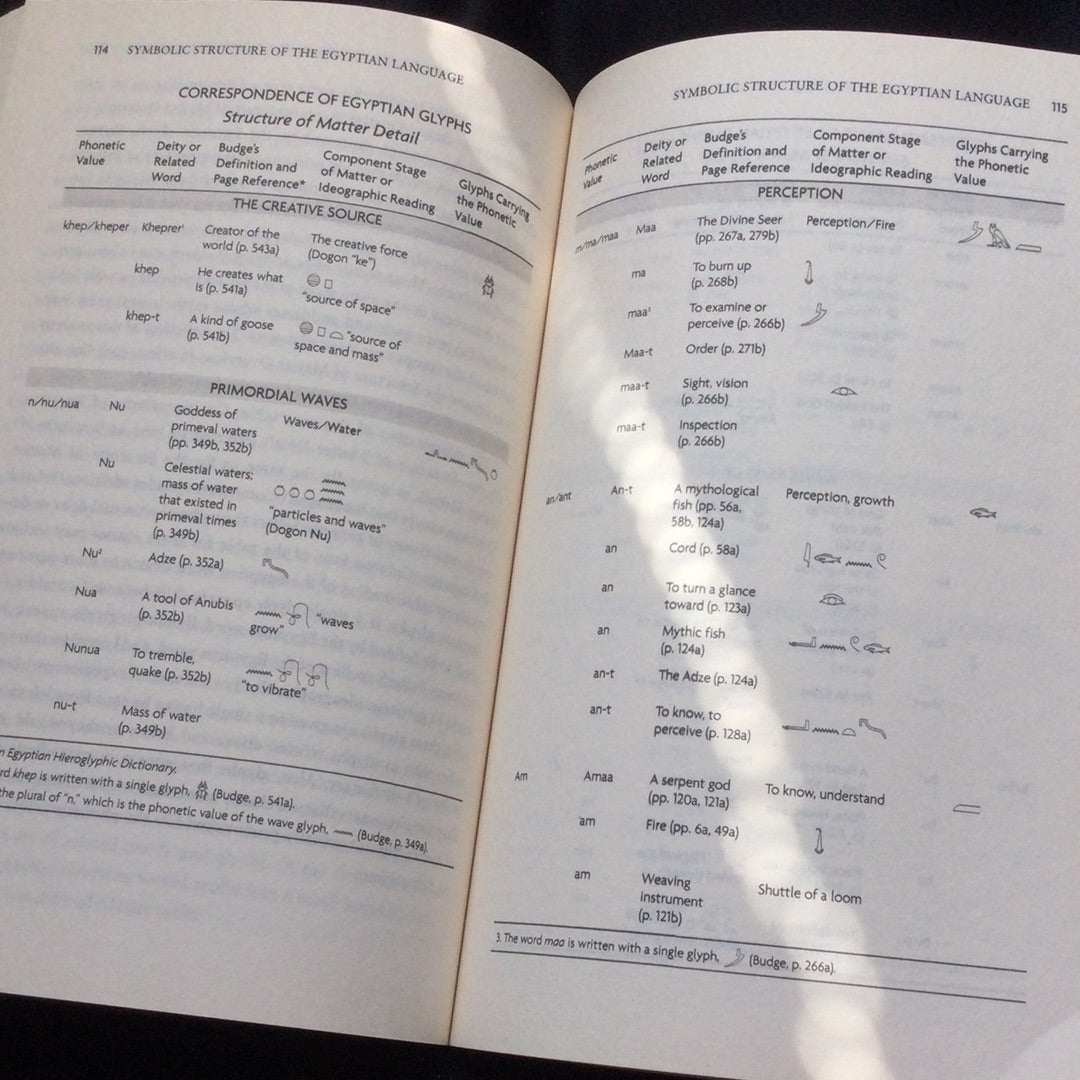 114 SYMBOLIC STRUCTURE OF THE EGYPTIAN LANGUAGE
CORRESPONDENCE OF EGYPTIAN GLYPHS
Structure of Matter Detail
Phonetic Value
Deity or Related Word
Budge's Definition and Page Reference*
Component Stage of Matter or Ideographic Reading
Glyphs Carrying the Phonetic Value
THE CREATIVE SOURCE
khep/kheper Kheprer¹ Creator of the world (p. 543a) The creative force (Dogon "ke")
khep He creates what is (p. 541a) "source of space"
khep-t A kind of goose (p. 541b) "source of space and mass"
PRIMORDIAL WAVES
n/nu/nua Nu Goddess of primeval waters (pp. 349b, 352b) Waves/Water
Nu Celestial waters; mass of water that existed in primeval times (p. 349b) "particles and waves" (Dogon Nu)
Nu² Adze (p. 352a)
Nua A tool of Anubis (p. 352b) "waves grow"
Nunua To tremble, quake (p. 352b) "to vibrate"
nu-t Mass of water (p. 349b)
Egyptian Hieroglyphic Dictionary.
khep is written with a single glyph, (Budge, p. 541a).
the plural of "n," which is the phonetic value of the wave glyph, (Budge, p. 349a).
SYMBOLIC STRUCTURE OF THE EGYPTIAN LANGUAGE 115
Phonetic Value
Deity or Related Word
Budge's Definition and Page Reference
Component Stage of Matter or Ideographic Reading
Glyphs Carrying the Phonetic Value
PERCEPTION
m/ma/maa Maa The Divine Seer (pp. 267a, 279b) Perception/Fire
ma To burn up (p. 268b)
maa³ To examine or perceive (p. 266b)
Maa-t Order (p. 271b)
maa-t Sight, vision (p. 266b)
maa-t Inspection (p. 266b)
an/ant An-t A mythological fish (pp. 56a, 58b, 124a) Perception, growth
an Cord (p. 58a)
an To turn a glance toward (p. 123a)
an Mythic fish (p. 124a)
an-t The Adze (p. 124a)
an-t To know, to perceive (p. 128a)
Am Amaa A serpent god (pp. 120a, 121a) To know, understand
am Fire (pp. 6a, 49a)
am Weaving instrument (p. 121b) Shuttle of a loom
3. The word maa is written with a single glyph, (Budge, p. 266a).